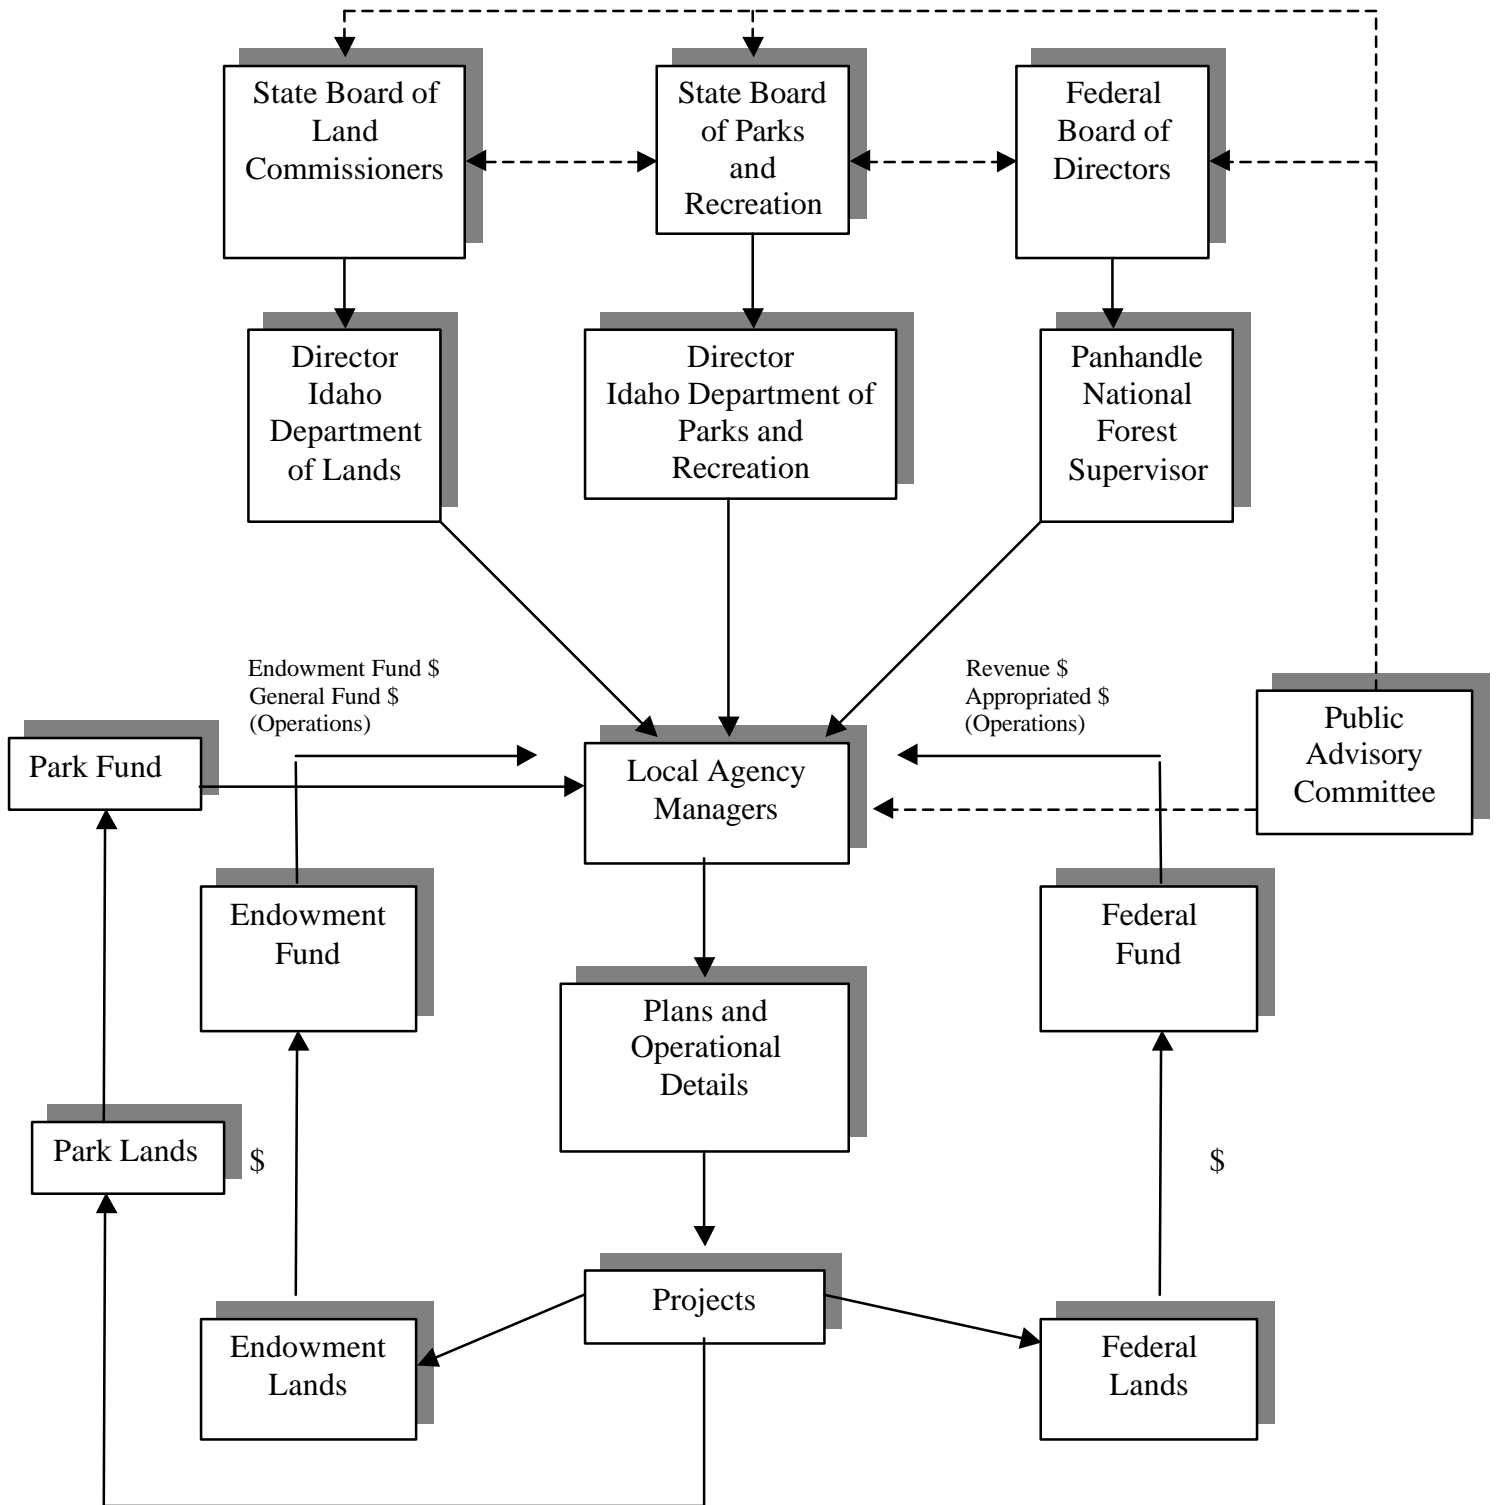 State Board of
Land
Commissioners
State Board
of Parks
and
Recreation
Federal
Board of
Directors
Director
Idaho
Department
of Lands
Director
Idaho Department of
Parks and
Recreation
Panhandle
National
Forest
Supervisor
Endowment Fund $
General Fund $
(Operations)
Revenue $
Appropriated $
(Operations)
Public
Advisory
Committee
Park Fund
Local Agency
Managers
Endowment
Fund
Federal
Fund
Plans and
Operational
Details
Park Lands
$
$
Projects
Endowment
Lands
Federal
Lands